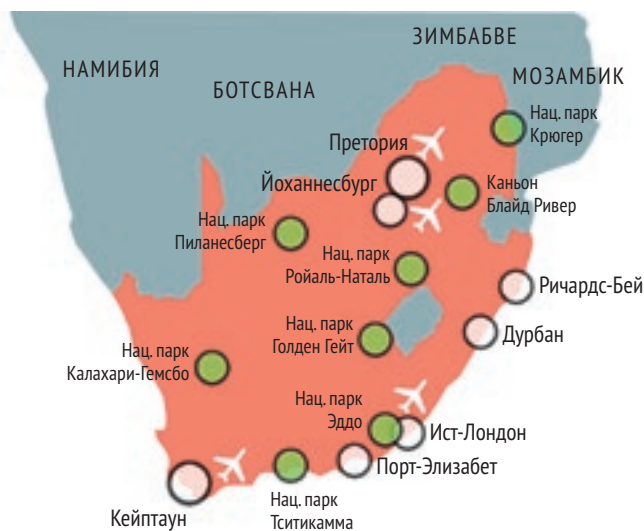 ЗИМБАБВЕ
НАМИБИЯ
БОТСВАНА
МОЗАМБИК
Нац. парк
Крюгер
Претория
Йоханнесбург
Каньон
Блайд Ривер
Нац. парк
Пиланесберг
Нац. парк
Ройаль-Наталь
Ричардс-Бей
Нац. парк
Голден Гейт
Дурбан
Нац. парк
Калахари-Гемсбо
Нац. парк
Эддо
Ист-Лондон
Порт-Элизабет
Кейптаун
Нац. парк
Тситикамма